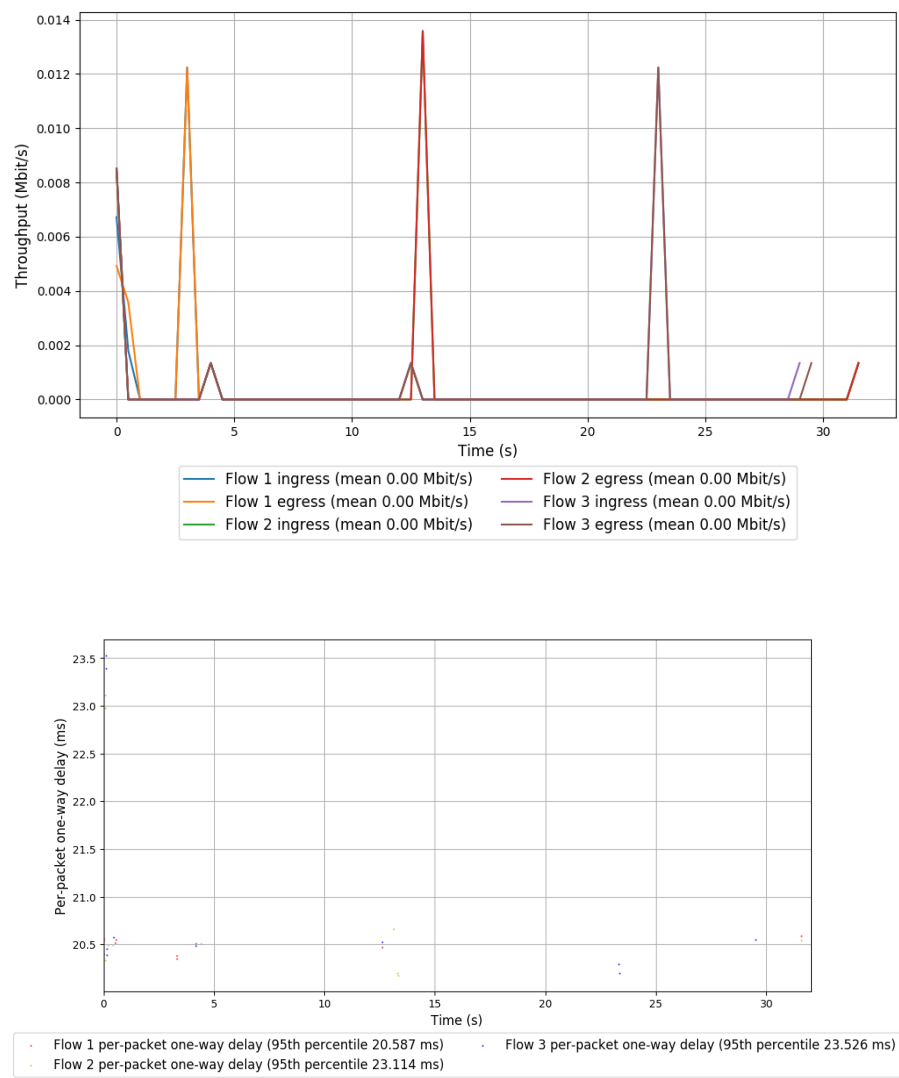 0.014
0.012
0.010
0.008
0.006
0.004
0.002
0.000
Throughput (Mbit/s)
0 5 10 15 20 25 30
Time (s)
Flow 1 ingress (mean 0.00 Mbit/s) Flow 2 egress (mean 0.00 Mbit/s)
Flow 1 egress (mean 0.00 Mbit/s) Flow 3 ingress (mean 0.00 Mbit/s)
Flow 2 ingress (mean 0.00 Mbit/s) Flow 3 egress (mean 0.00 Mbit/s)
23.5
23.0
22.5
22.0
21.5
21.0
20.5
Per-packet one-way delay (ms)
0 5 10 15 20 25 30
Time (s)
Flow 1 per-packet one-way delay (95th percentile 20.587 ms) Flow 3 per-packet one-way delay (95th percentile 23.526 ms)
Flow 2 per-packet one-way delay (95th percentile 23.114 ms)